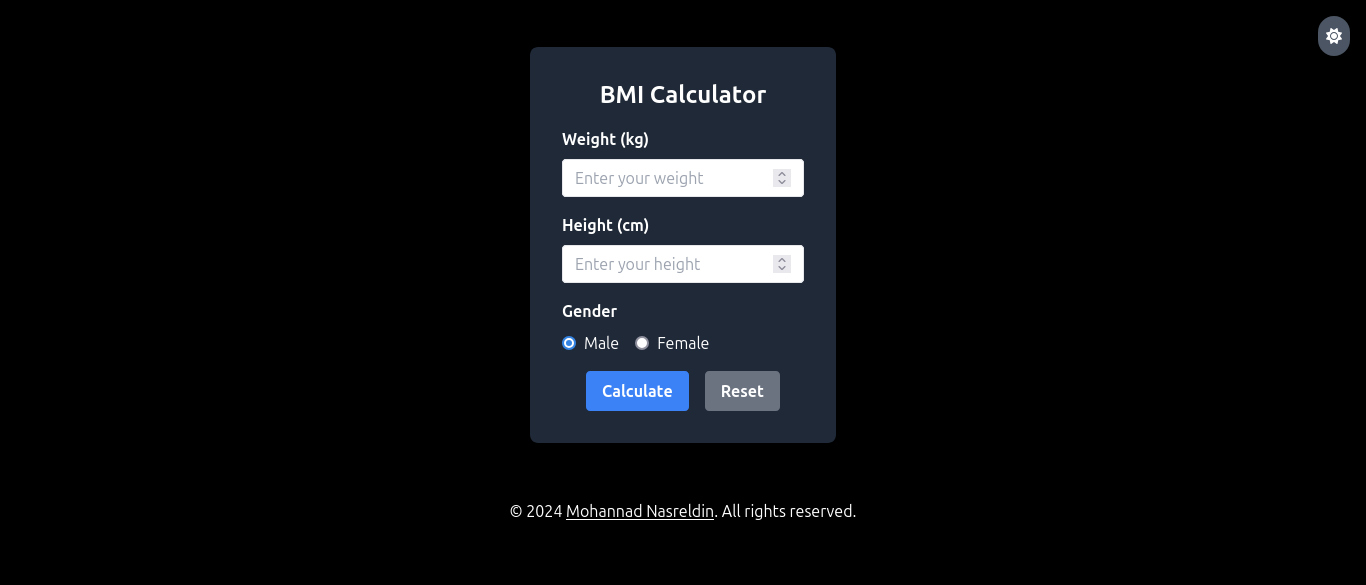 BMI Calculator
Weight (kg)
Enter your weight
Height (cm)
Enter your height
Gender
Male Female
Calculate Reset
© 2024 Mohannad Nasreldin. All rights reserved.